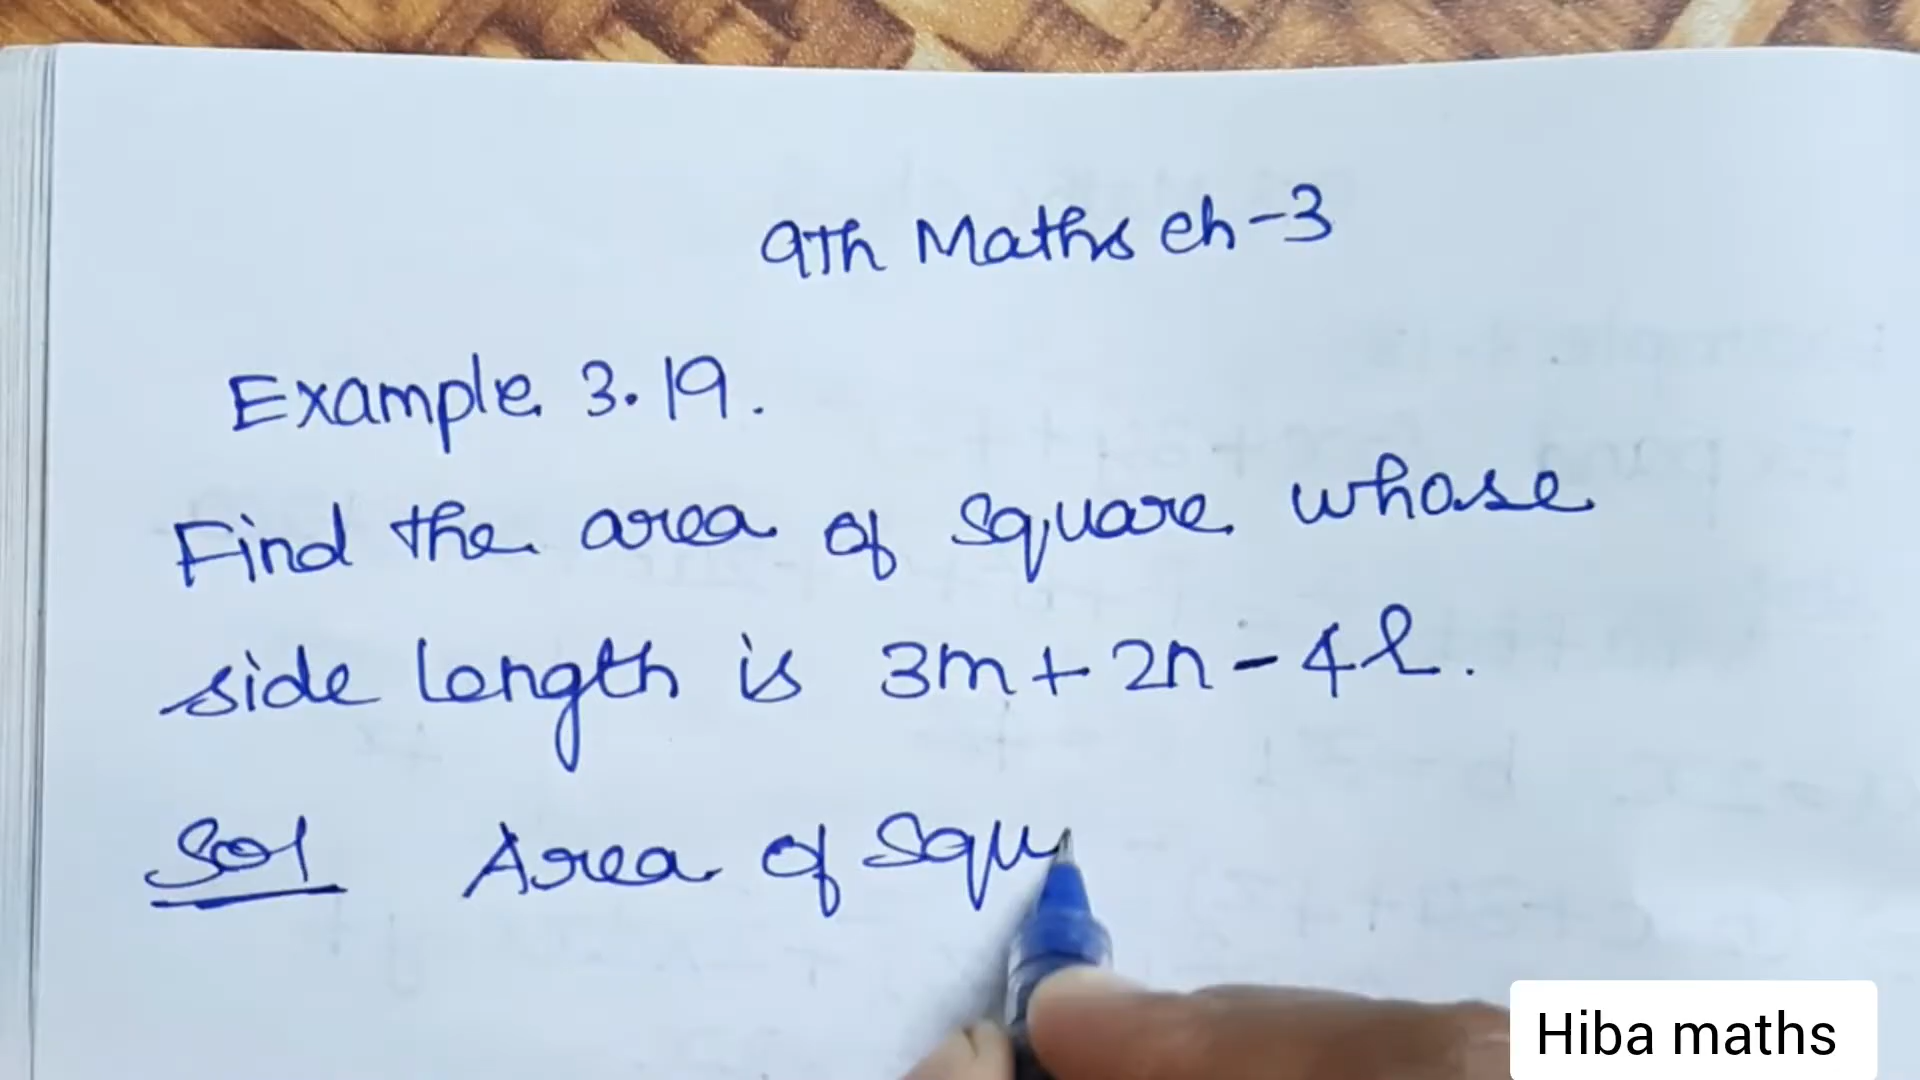 9Th Maths ch-3
Example 3.19.
Find the area of square whose
side length is 3m+2n-4l.
Sol Area of Squ
Hiba maths